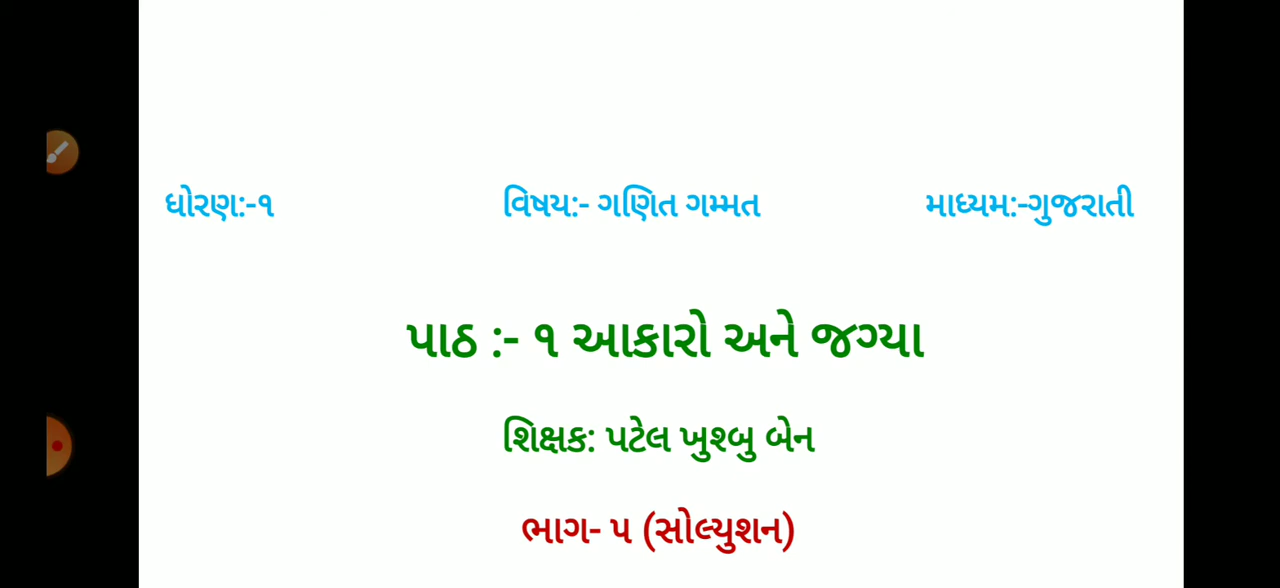 ધોરણ:-૧ વિષય:- ગણિત ગમ્મત માધ્યમ:-ગુજરાતી
પાઠ :- ૧ આકારો અને જગ્યા
શિક્ષક: પટેલ ખુશ્બુ બેન
ભાગ- ૫ (સોલ્યુશન)